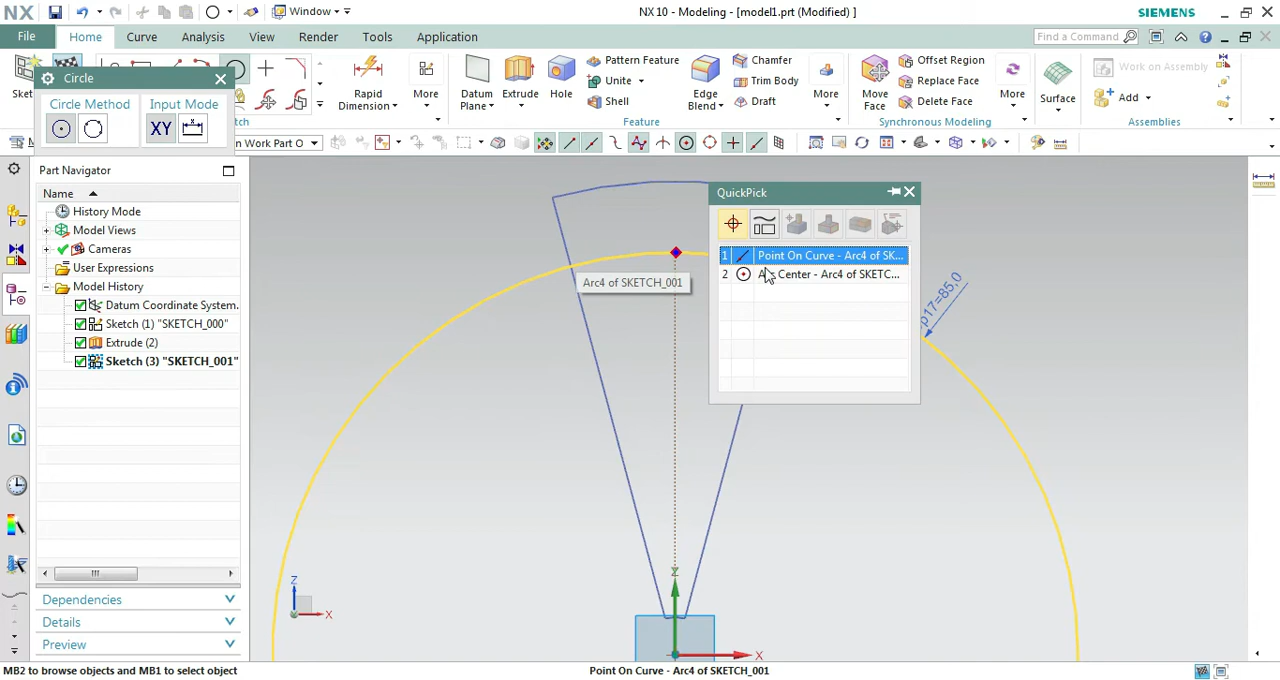 NX Window NX 10 - Modeling - [model1.prt (Modified) ] SIEMENS
File Home Curve Analysis View Render Tools Application Find a Command
Circle
Circle Method Input Mode
XY
Rapid Dimension
More
Datum Plane
Extrude
Hole
Pattern Feature
Unite
Shell
Edge Blend
Chamfer
Trim Body
Draft
More
Move Face
Offset Region
Replace Face
Delete Face
More
Surface
Work on Assembly
Add
Feature Synchronous Modeling Assemblies
Work Part O
Part Navigator
Name
History Mode
Model Views
Cameras
User Expressions
Model History
Datum Coordinate System.
Sketch (1) "SKETCH_000"
Extrude (2)
Sketch (3) "SKETCH_001"
Dependencies
Details
Preview
QuickPick
1 Point On Curve - Arc4 of SK...
2 Center - Arc4 of SKETC...
Arc4 of SKETCH_001
p17=85,0
Z
X
Z
X
MB2 to browse objects and MB1 to select object Point On Curve - Arc4 of SKETCH_001